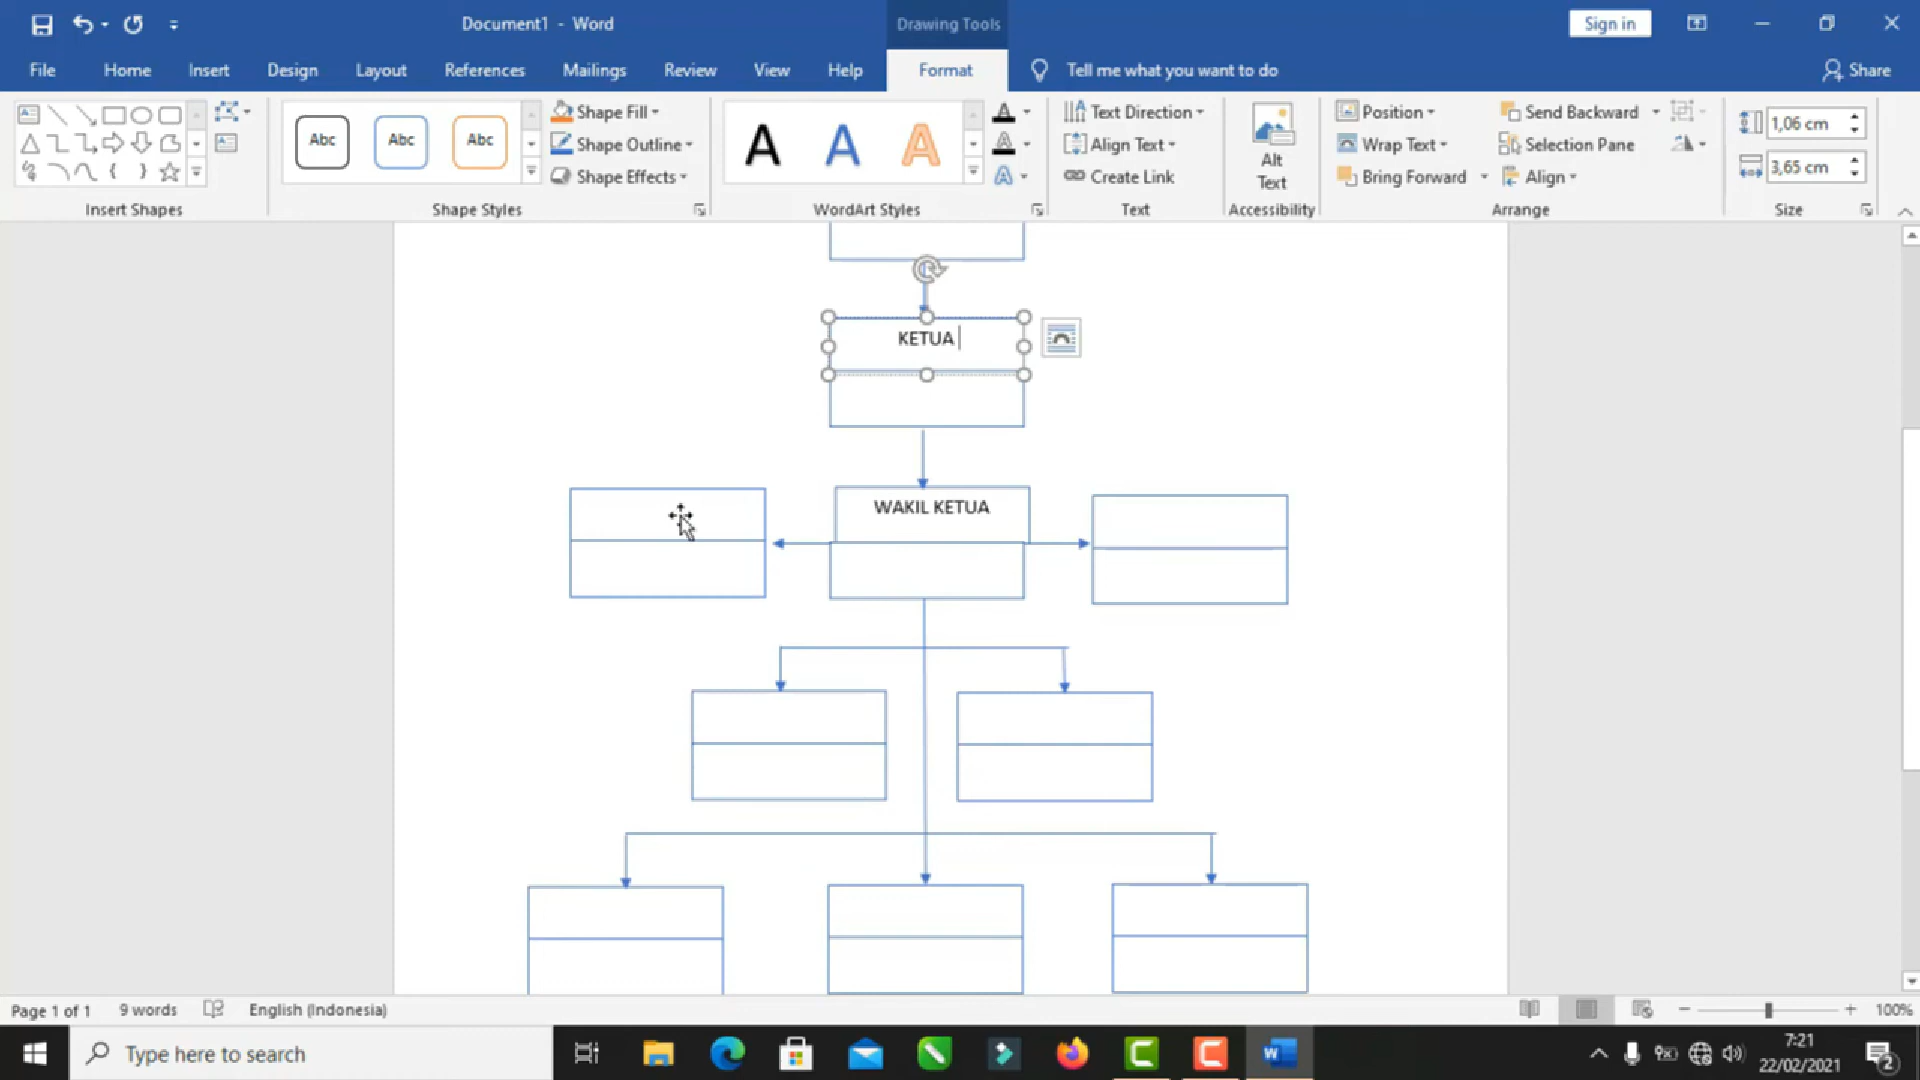 Document1 - Word
Drawing Tools
Sign in
File
Home
Insert
Design
Layout
References
Mailings
Review
View
Help
Format
Tell me what you want to do
Share
Abc
Abc
Abc
Shape Fill
Shape Outline
Shape Effects
A
A
A
Text Direction
Align Text
Create Link
Alt
Text
Position
Wrap Text
Bring Forward
Send Backward
Selection Pane
Align
1,06 cm
3,65 cm
Insert Shapes
Shape Styles
WordArt Styles
Text
Accessibility
Arrange
Size
KETUA
WAKIL KETUA
Page 1 of 1
9 words
English (Indonesia)
100%
Type here to search
7:21
22/02/2021
2